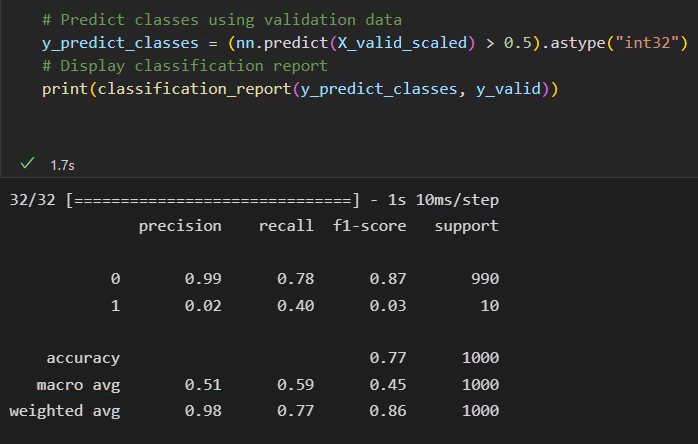 # Predict classes using validation data
y_predict_classes = (nn.predict(X_valid_scaled) > 0.5).astype("int32")
# Display classification report
print(classification_report(y_predict_classes, y_valid))
✓ 1.7s
32/32 [==============================] - 1s 10ms/step
precision recall f1-score support
0 0.99 0.78 0.87 990
1 0.02 0.40 0.03 10
accuracy 0.77 1000
macro avg 0.51 0.59 0.45 1000
weighted avg 0.98 0.77 0.86 1000